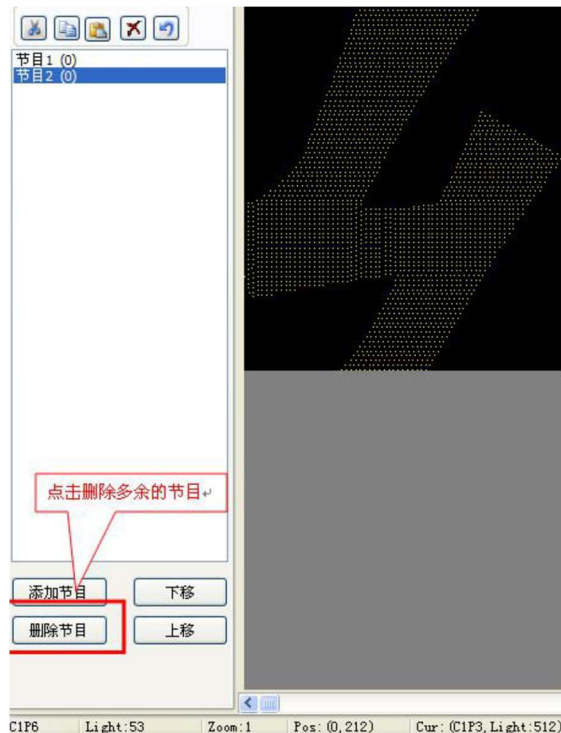 节目1 (0)
节目2 (0)
点击删除多余的节目↵
添加节目
下移
删除节目
上移
C1P6 Light:53 Zoom:1 Pos: (0,212) Cur: (C1P3, Light:512)